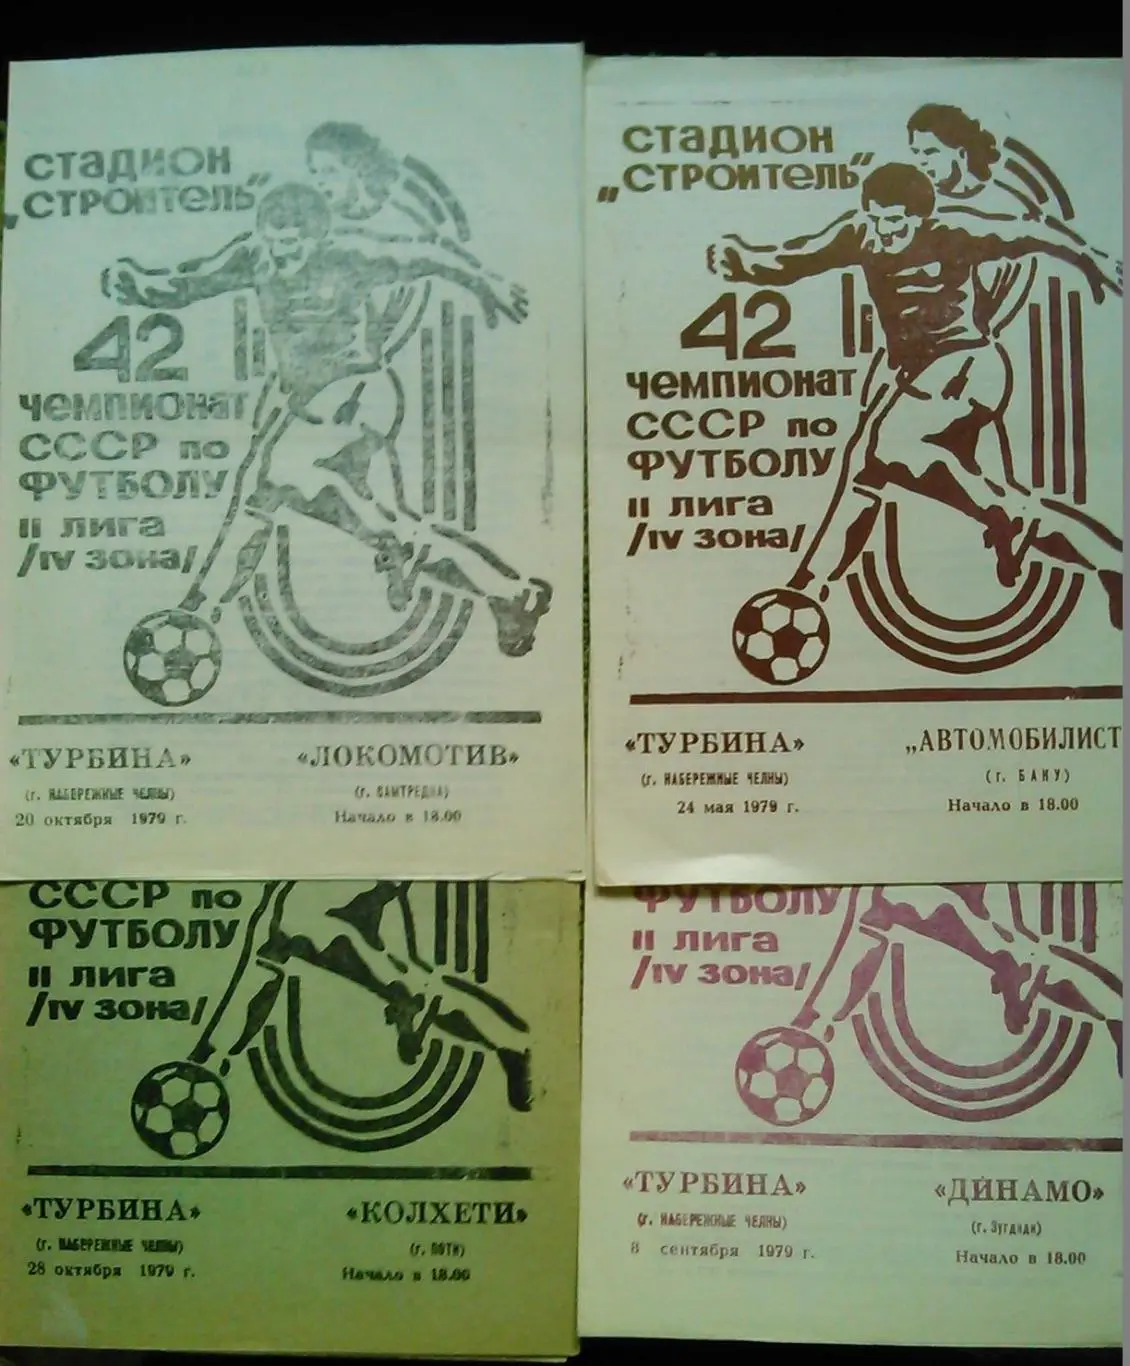 стадион
„строитель”
42
чемпионат
СССР по
футболу
II лига
/IV зона/
«ТУРБИНА»
(г. НАБЕРЕЖНЫЕ ЧЕЛНЫ)
20 октября 1979 г.
«ЛОКОМОТИВ»
(г. САМТРЕДИА)
Начало в 18.00
стадион
„строитель”
42
чемпионат
СССР по
футболу
II лига
/IV зона/
«ТУРБИНА»
(г. НАБЕРЕЖНЫЕ ЧЕЛНЫ)
24 мая 1979 г.
„АВТОМОБИЛИСТ
(г. БАКУ)
Начало в 18.00
СССР по
футболу
II лига
/IV зона/
«ТУРБИНА»
(г. НАБЕРЕЖНЫЕ ЧЕЛНЫ)
28 октября 1979 г.
«КОЛХЕТИ»
(г. ПОТИ)
Начало в 18.00
футболу
II лига
/IV зона/
«ТУРБИНА»
(г. НАБЕРЕЖНЫЕ ЧЕЛНЫ)
8 сентября 1979 г.
«ДИНАМО»
(г. Зугдиди)
Начало в 18.00